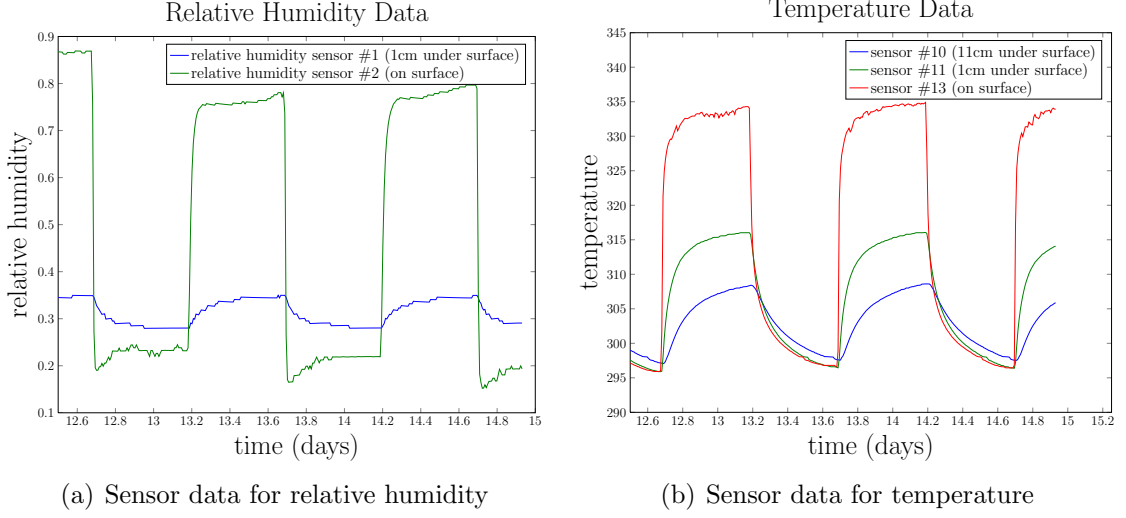 Relative Humidity Data
0.9
0.8
0.7
0.6
0.5
0.4
0.3
0.2
0.1
relative humidity
relative humidity sensor #1 (1cm under surface)
relative humidity sensor #2 (on surface)
12.6 12.8 13 13.2 13.4 13.6 13.8 14 14.2 14.4 14.6 14.8 15
time (days)
(a) Sensor data for relative humidity
Temperature Data
345
340
335
330
325
320
315
310
305
300
295
290
temperature
sensor #10 (11cm under surface)
sensor #11 (1cm under surface)
sensor #13 (on surface)
12.6 12.8 13 13.2 13.4 13.6 13.8 14 14.2 14.4 14.6 14.8 15 15.2
time (days)
(b) Sensor data for temperature